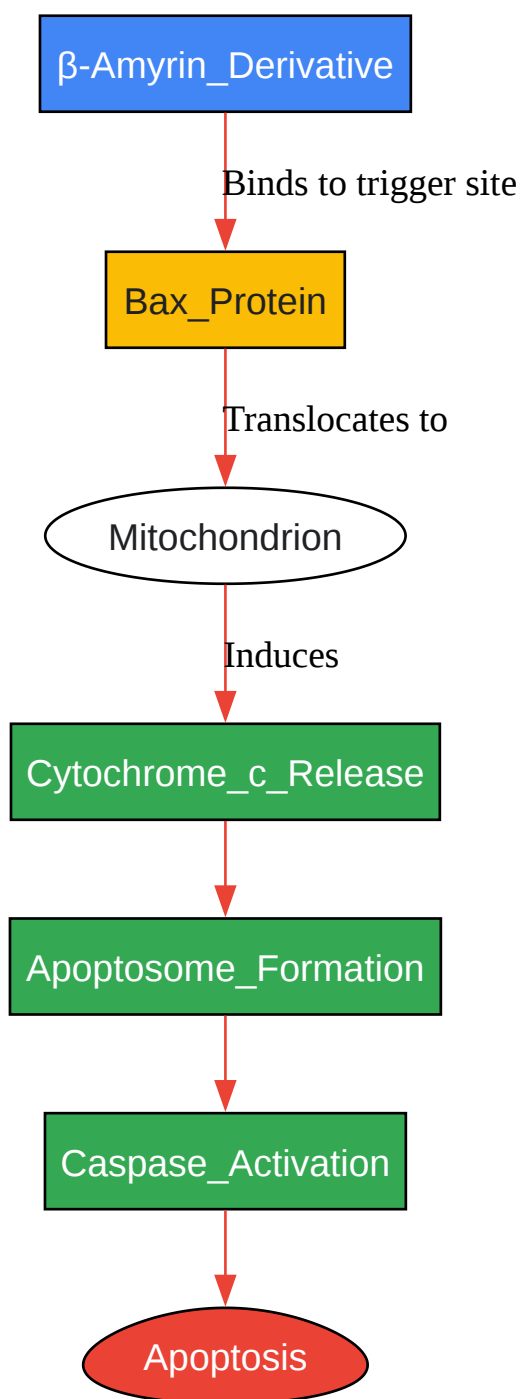 β-Amyrin_Derivative
Binds to trigger site
Bax_Protein
Translocates to
Mitochondrion
Induces
Cytochrome_c_Release
Apoptosome_Formation
Caspase_Activation
Apoptosis